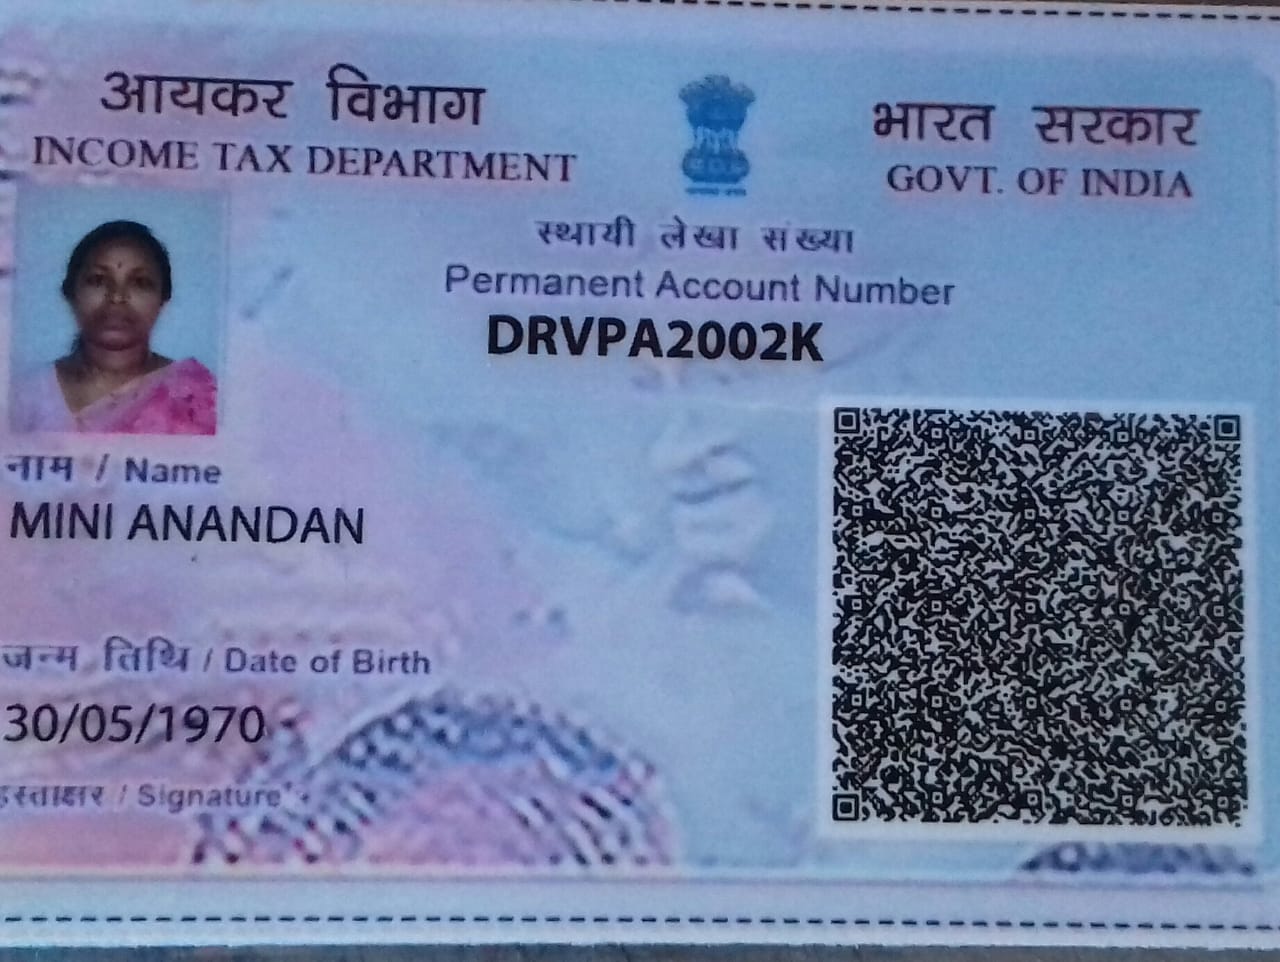 आयकर विभाग
INCOME TAX DEPARTMENT
भारत सरकार
GOVT. OF INDIA
स्थायी लेखा संख्या
Permanent Account Number
DRVPA2002K
नाम / Name
MINI ANANDAN
जन्म तिथि / Date of Birth
30/05/1970
हस्ताक्षर / Signature